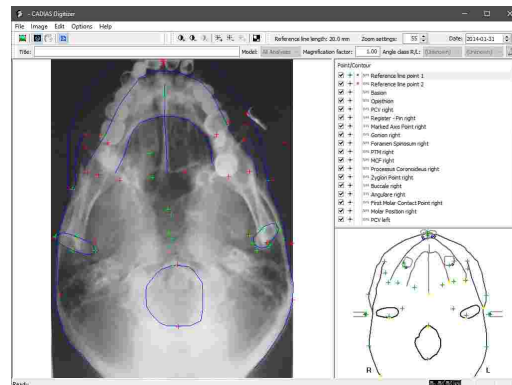 - CADIAS Digitizer
File Image Edit Options Help
Reference line length: 20.0 mm Zoom settings: 55 Date: 2014-01-31
Title: Model: All Analyses Magnification factor: 1.00 Angle class R/L: (Unknown) (Unknown)
Point/Contour
Reference line point 1
Reference line point 2
Basion
Opisthion
PCV right
Register - Pin right
Marked Axis Point right
Gonion right
Foramen Spinosum right
PTM right
MCF right
Processus Coronoideus right
Zygion Point right
Buccale right
Angulare right
First Molar Contact Point right
Molar Position right
PCV left
R L
Ready